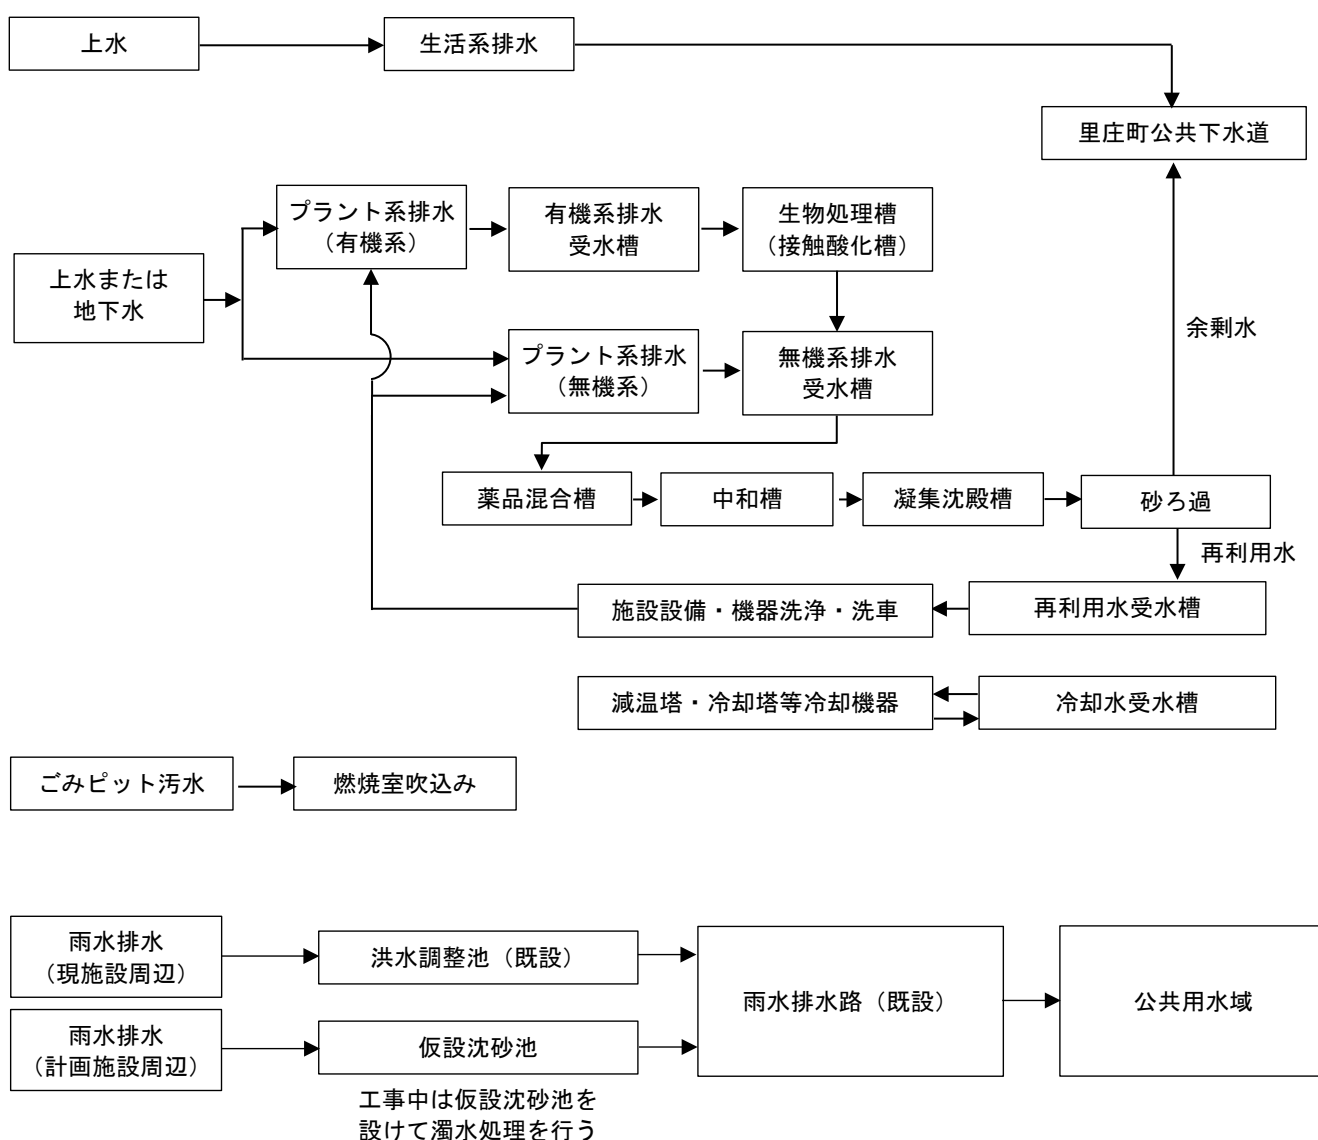 上水
生活系排水
里庄町公共下水道
プラント系排水
（有機系）
有機系排水
受水槽
生物処理槽
（接触酸化槽）
上水または
地下水
余剰水
プラント系排水
（無機系）
無機系排水
受水槽
薬品混合槽
中和槽
凝集沈殿槽
砂ろ過
再利用水
施設設備・機器洗浄・洗車
再利用水受水槽
減温塔・冷却塔等冷却機器
冷却水受水槽
ごみピット汚水
燃焼室吹込み
雨水排水
（現施設周辺）
洪水調整池（既設）
雨水排水路（既設）
公共用水域
雨水排水
（計画施設周辺）
仮設沈砂池
工事中は仮設沈砂池を
設けて濁水処理を行う